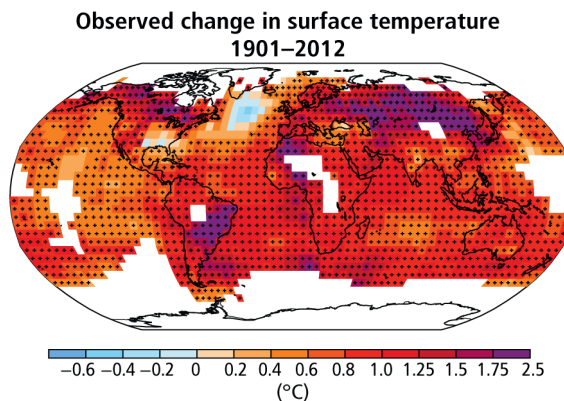 Observed change in surface temperature
1901–2012
−0.6 −0.4 −0.2 0 0.2 0.4 0.6 0.8 1.0 1.25 1.5 1.75 2.5
(°C)